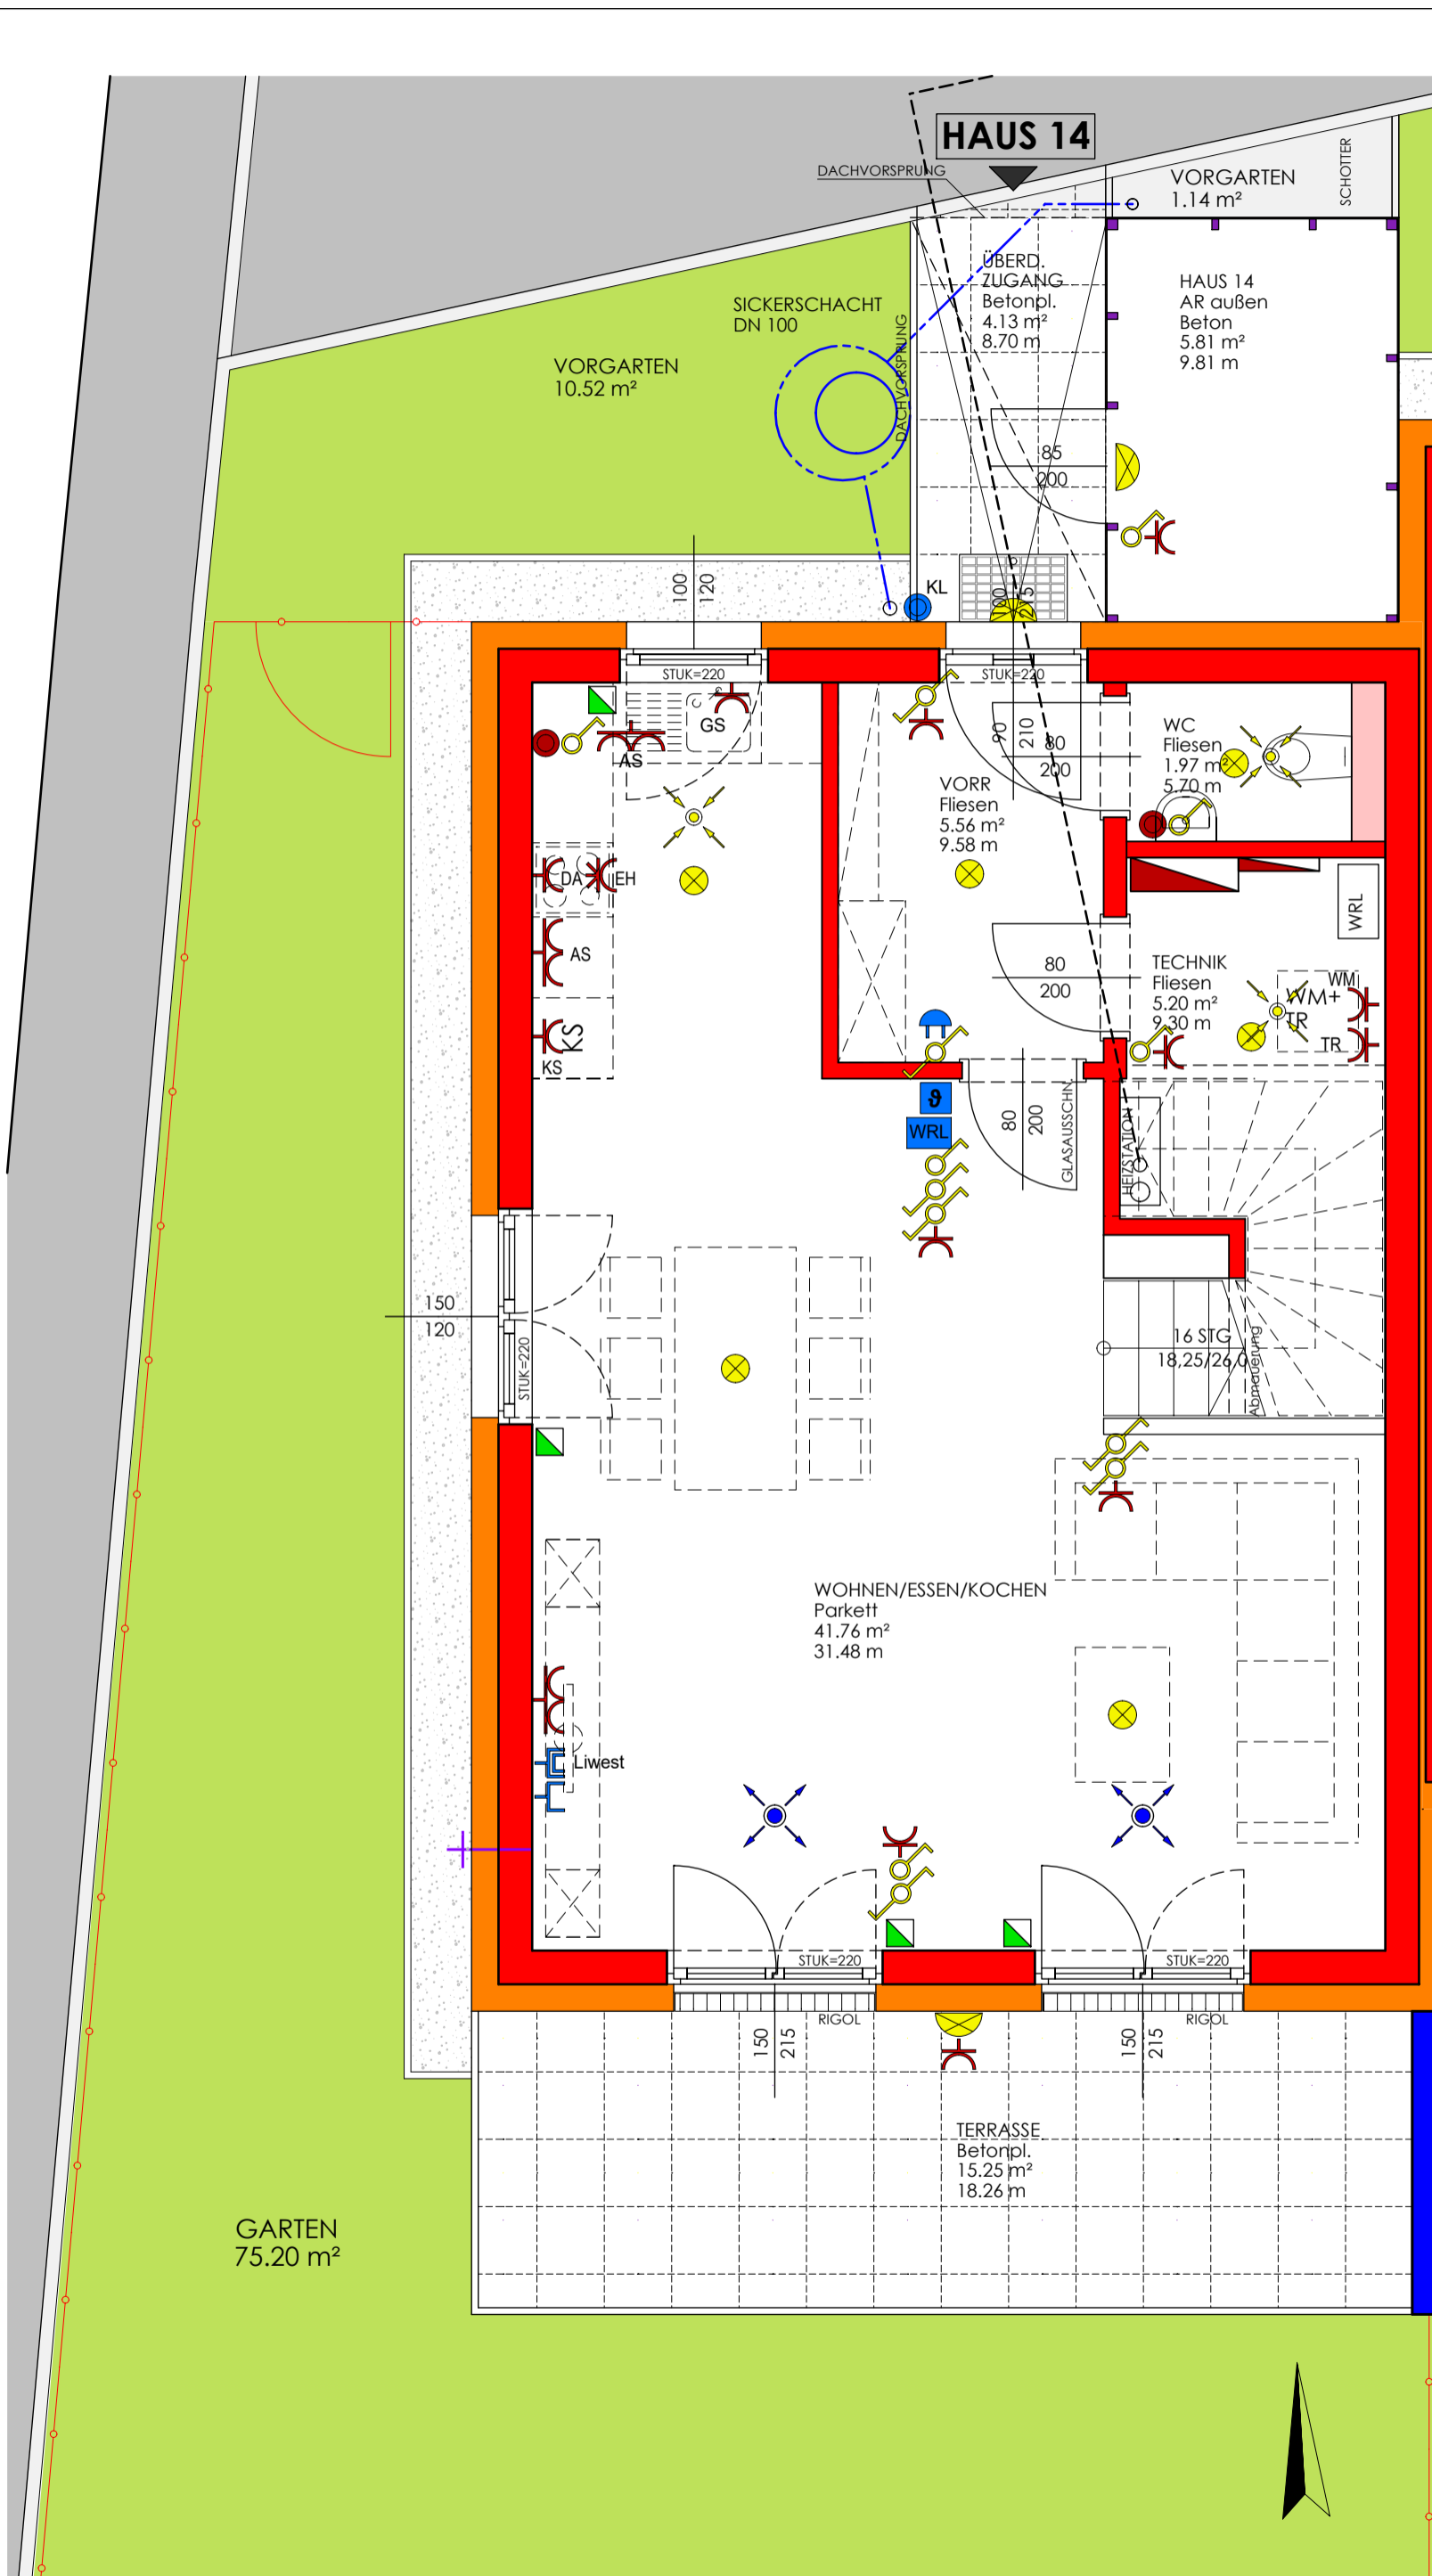 HAUS 14
DACHVORSPRUNG
VORGARTEN
1.14 m²
SCHOTTER
ÜBERD.
ZUGANG
Betonpl.
4.13 m²
8.70 m
HAUS 14
AR außen
Beton
5.81 m²
9.81 m
SICKERSCHACHT
DN 100
DACHVORSPRUNG
VORGARTEN
10.52 m²
85
200
100
120
KL
100
215
STUK=220
STUK=220
GS
AS
90
210
80
200
WC
Fliesen
1.97 m²
5.70 m
VORR
Fliesen
5.56 m²
9.58 m
DA
EH
WRL
AS
80
200
TECHNIK
Fliesen
5.20 m²
9.30 m
WM
WM+
TR
TR
KS
KS
ϑ
WRL
80
200
GLASAUSSCHN.
HEIZSTATION
150
120
STUK=220
16 STG
18,25/26,0
Abmauerung
WOHNEN/ESSEN/KOCHEN
Parkett
41.76 m²
31.48 m
Liwest
STUK=220
STUK=220
RIGOL
RIGOL
150
215
150
215
TERRASSE
Betonpl.
15.25 m²
18.26 m
GARTEN
75.20 m²